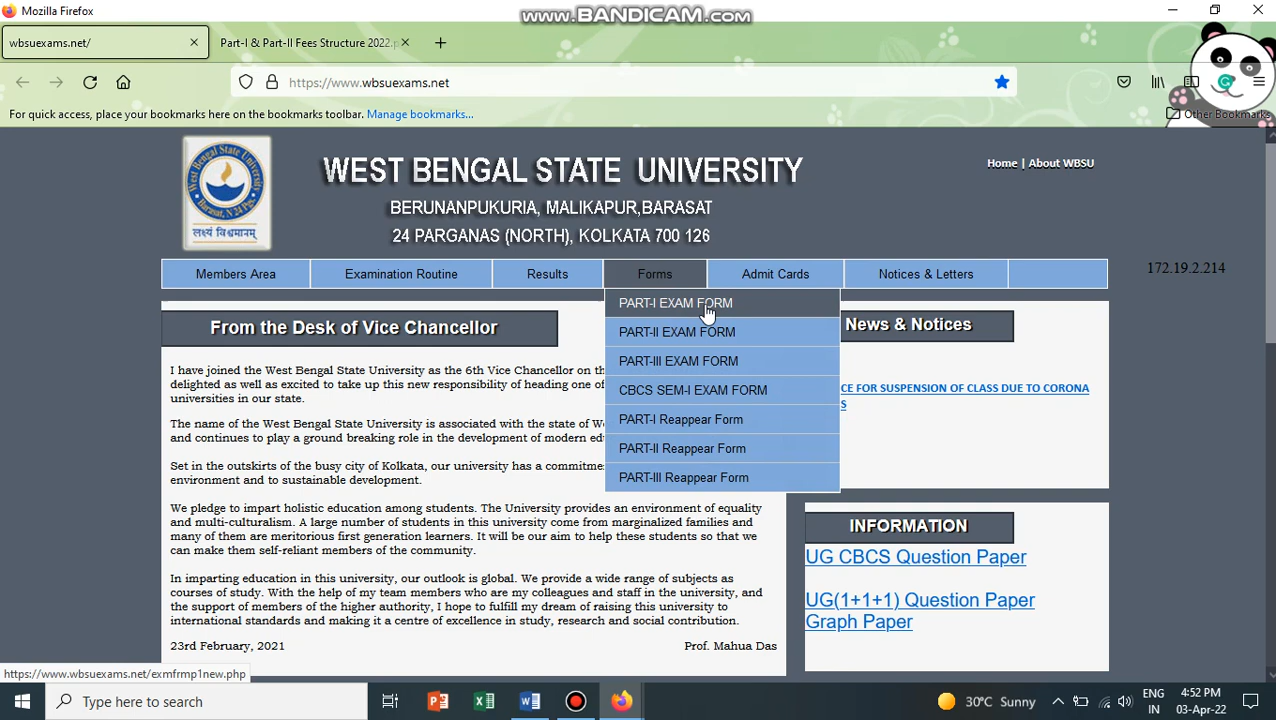 Mozilla Firefox
www.BANDICAM.com
wbsuexams.net/
Part-I & Part-II Fees Structure 2022.
https://www.wbsuexams.net
For quick access, place your bookmarks here on the bookmarks toolbar. Manage bookmarks...
Other Bookmarks
WEST BENGAL STATE UNIVERSITY
Home | About WBSU
BERUNANPUKURIA, MALIKAPUR,BARASAT
24 PARGANAS (NORTH), KOLKATA 700 126
Members Area
Examination Routine
Results
Forms
Admit Cards
Notices & Letters
172.19.2.214
PART-I EXAM FORM
PART-II EXAM FORM
PART-III EXAM FORM
CBCS SEM-I EXAM FORM
PART-I Reappear Form
PART-II Reappear Form
PART-III Reappear Form
From the Desk of Vice Chancellor
I have joined the West Bengal State University as the 6th Vice Chancellor on th
delighted as well as excited to take up this new responsibility of heading one of
universities in our state.
The name of the West Bengal State University is associated with the state of W
and continues to play a ground breaking role in the development of modern ed
Set in the outskirts of the busy city of Kolkata, our university has a commitm
environment and to sustainable development.
We pledge to impart holistic education among students. The University provides an environment of equality
and multi-culturalism. A large number of students in this university come from marginalized families and
many of them are meritorious first generation learners. It will be our aim to help these students so that we
can make them self-reliant members of the community.
In imparting education in this university, our outlook is global. We provide a wide range of subjects as
courses of study. With the help of my team members who are my colleagues and staff in the university, and
the support of members of the higher authority, I hope to fulfill my dream of raising this university to
international standards and making it a centre of excellence in study, research and social contribution.
23rd February, 2021
Prof. Mahua Das
News & Notices
CE FOR SUSPENSION OF CLASS DUE TO CORONA
S
INFORMATION
UG CBCS Question Paper
UG(1+1+1) Question Paper
Graph Paper
https://www.wbsuexams.net/exmfrmp1new.php
Type here to search
30°C Sunny
ENG
IN
4:52 PM
03-Apr-22